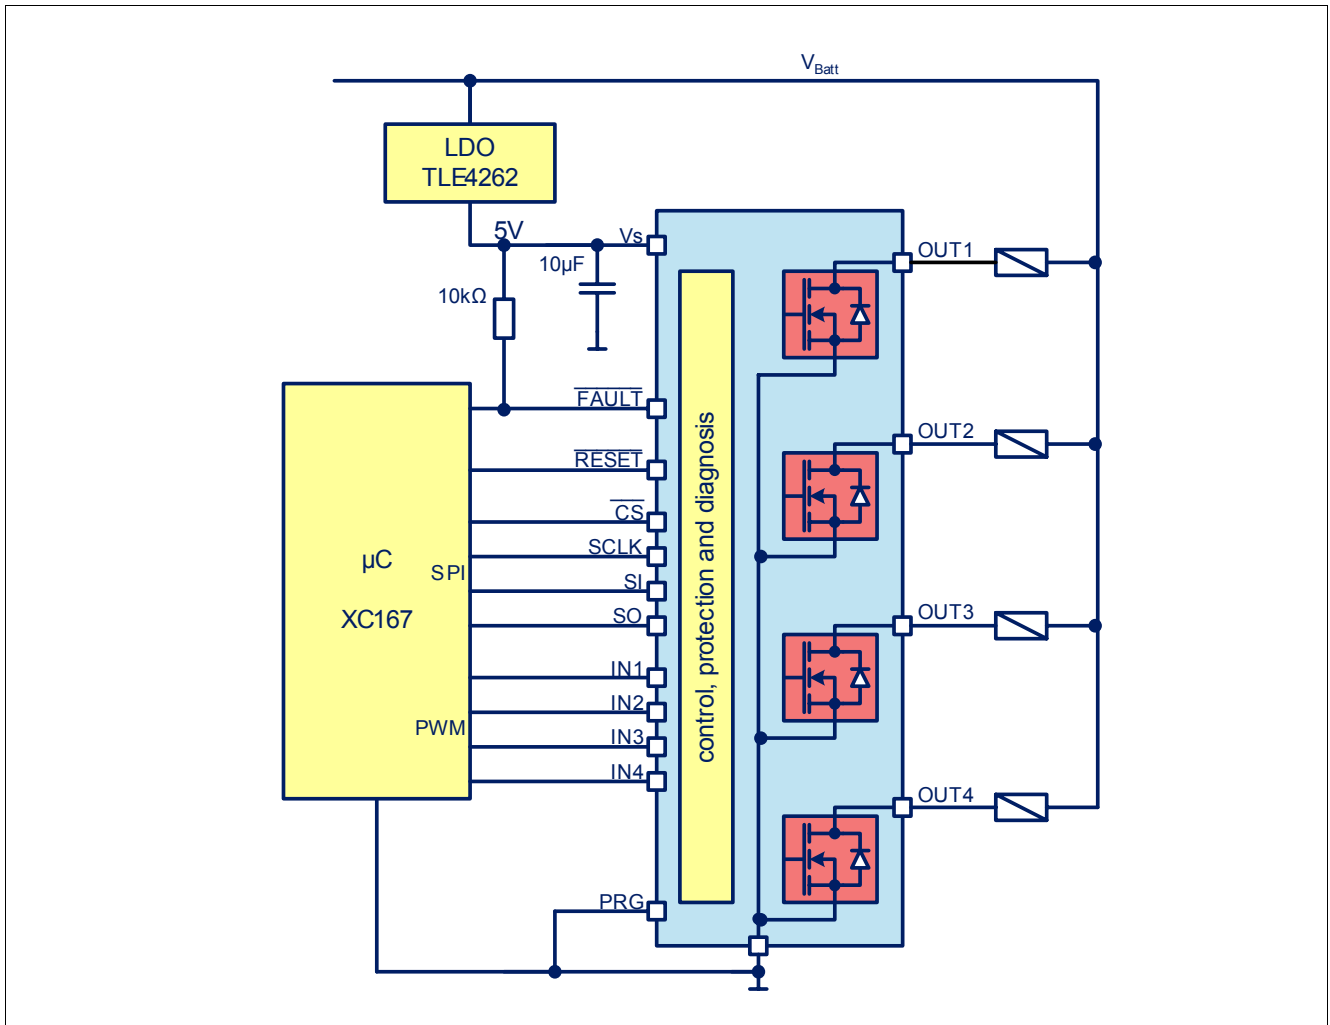 V_Batt
LDO
TLE4262
5V
Vs
10µF
10kΩ
OUT1
FAULT
RESET
CS
SCLK
SI
SO
IN1
IN2
IN3
IN4
PRG
µC
XC167
SPI
PWM
control, protection and diagnosis
OUT2
OUT3
OUT4